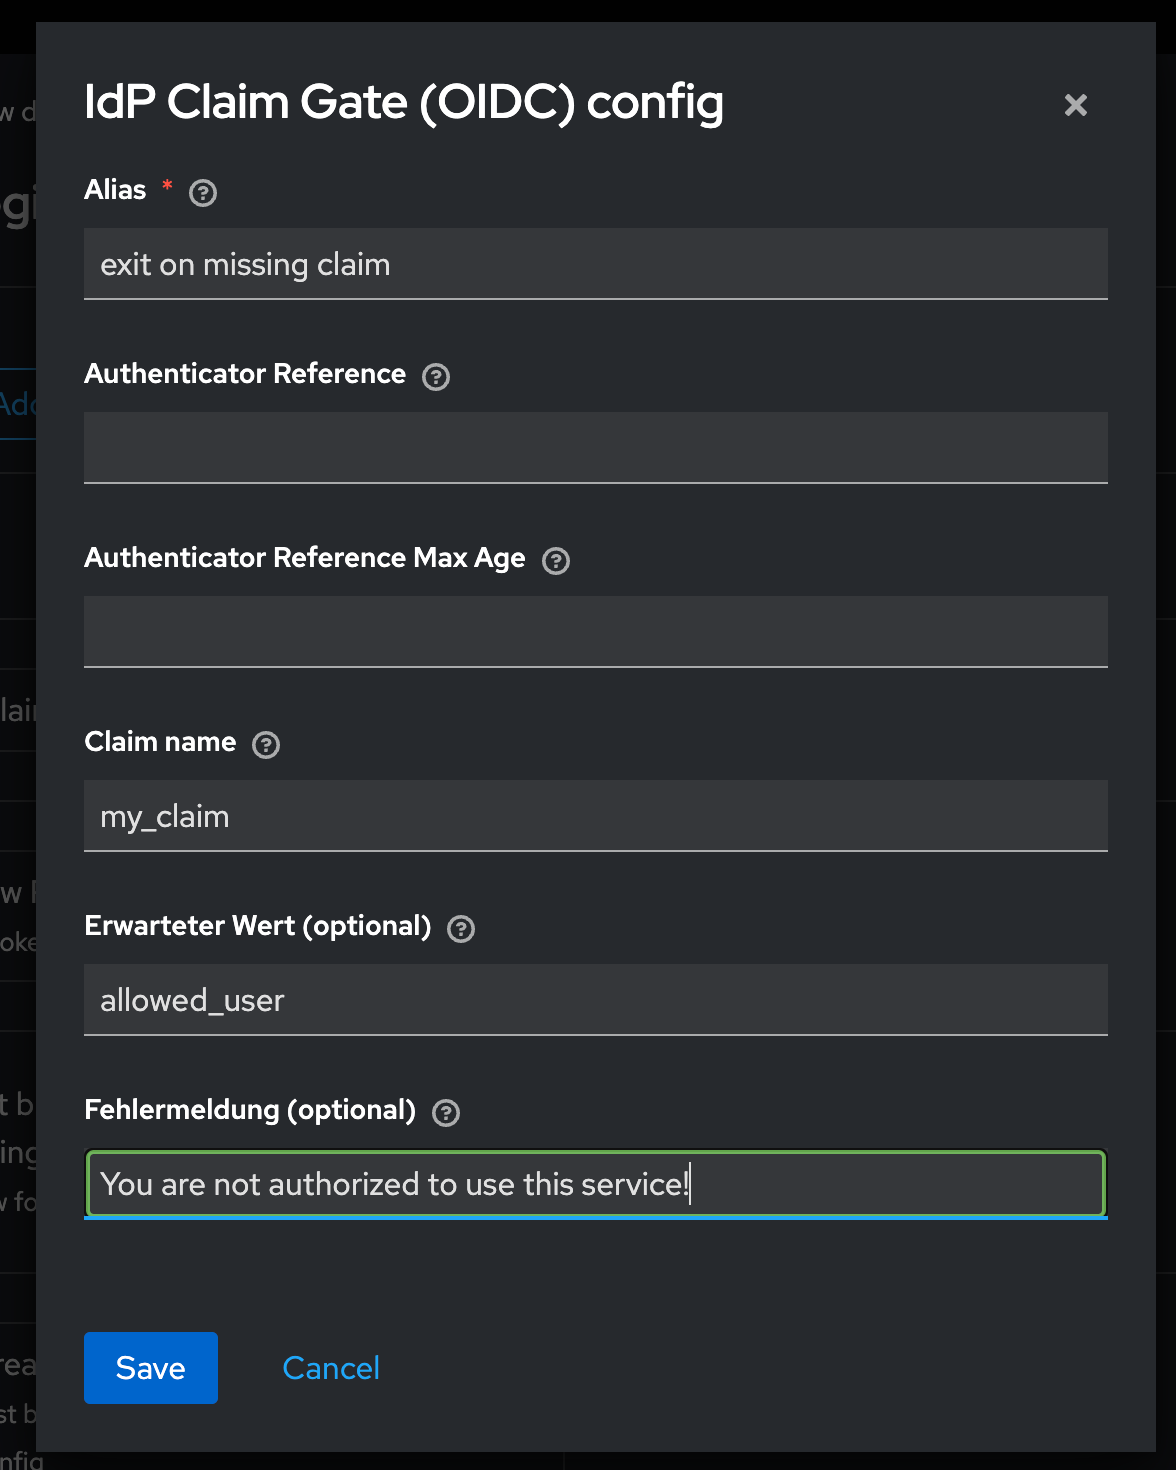 IdP Claim Gate (OIDC) config
Alias *
exit on missing claim
Authenticator Reference
Authenticator Reference Max Age
Claim name
my_claim
Erwarteter Wert (optional)
allowed_user
Fehlermeldung (optional)
You are not authorized to use this service!
Save
Cancel